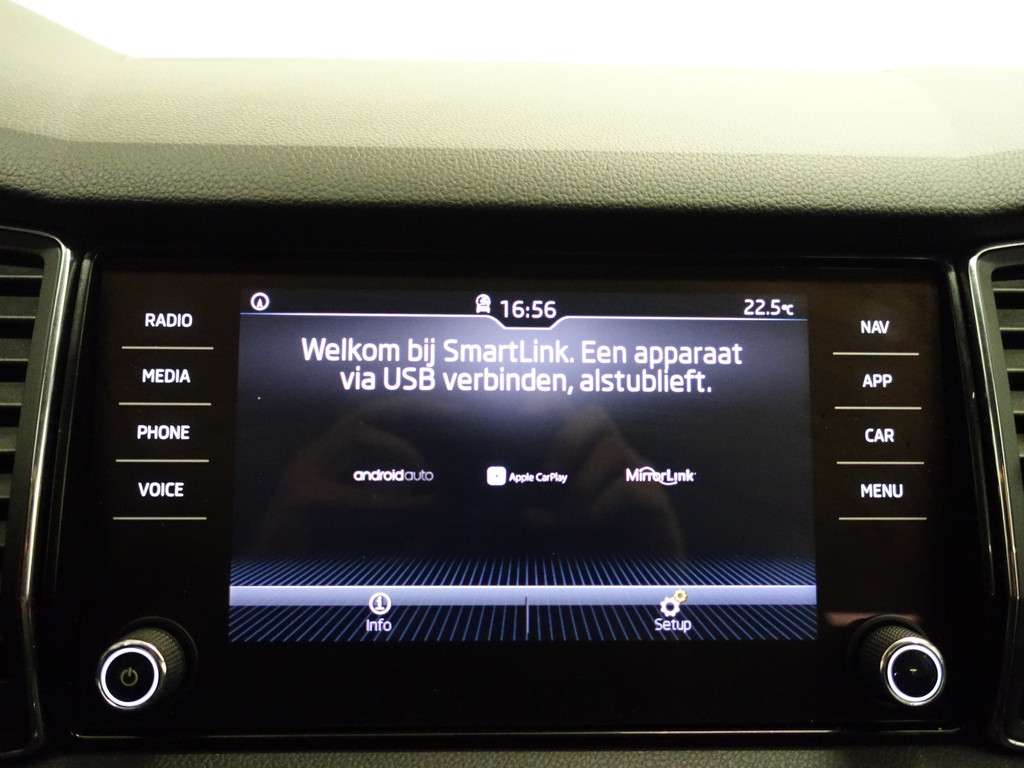 16:56
22.5°C
RADIO
MEDIA
PHONE
VOICE
Welkom bij SmartLink. Een apparaat
via USB verbinden, alstublieft.
androidauto
Apple CarPlay
MirrorLink
Info
Setup
NAV
APP
CAR
MENU